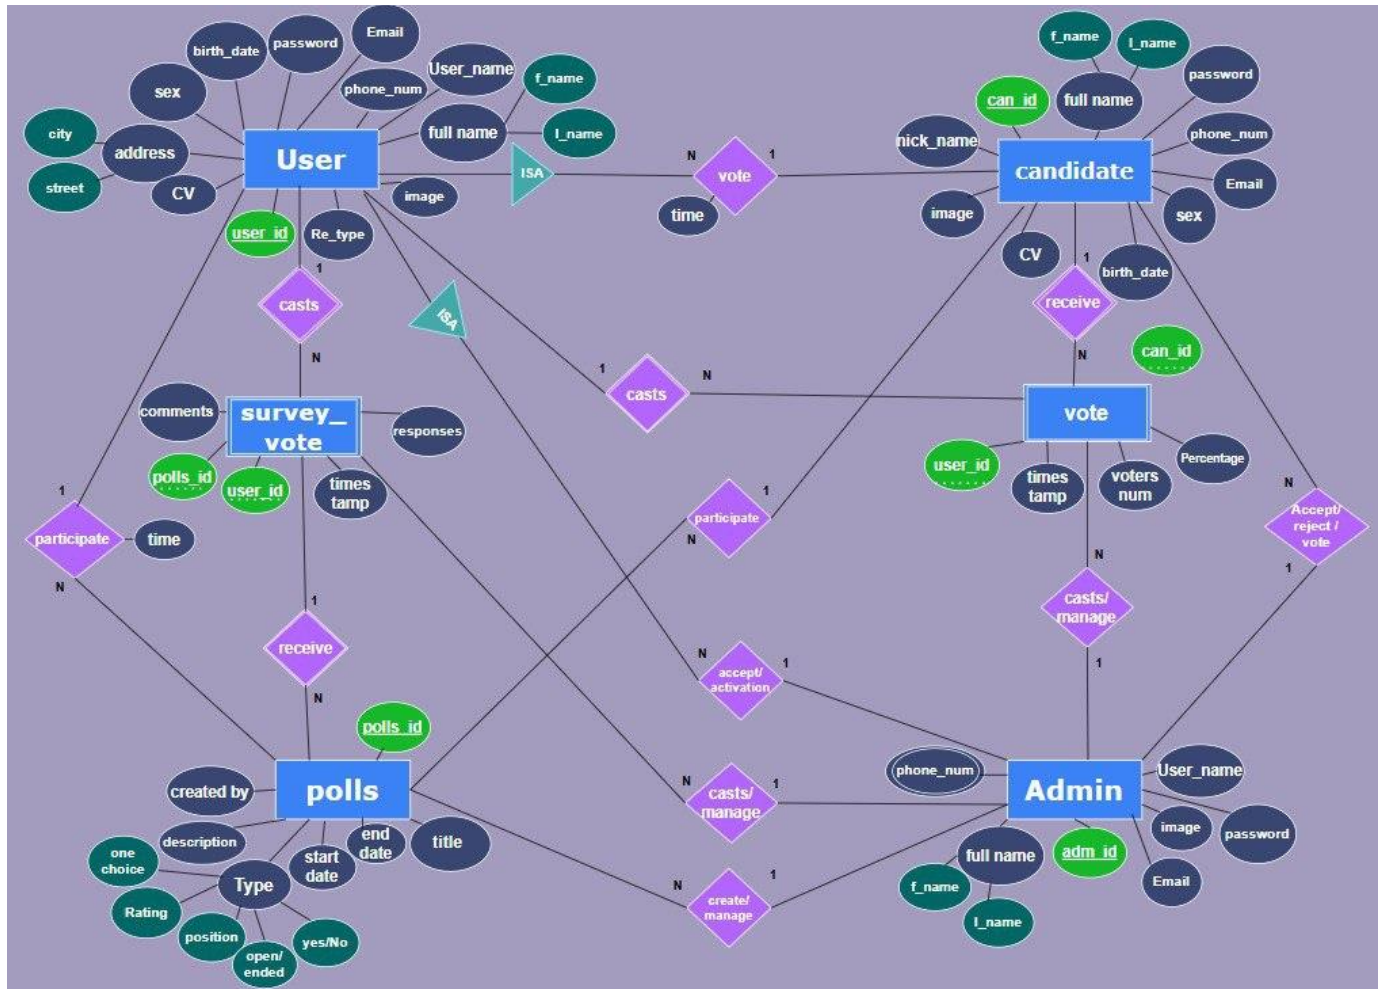 Email
password
birth_date
User_name
phone_num
f_name
sex
full name
l_name
city
address
User
street
CV
image
user_id
Re_type
ISA
N
vote
1
time
f_name
l_name
password
can_id
full name
nick_name
phone_num
candidate
Email
image
sex
CV
birth_date
1
casts
N
ISA
1
casts
N
1
receive
N
can_id
comments
survey_
vote
responses
polls_id
user_id
times
tamp
vote
user_id
times
tamp
voters
num
Percentage
1
participate
time
N
1
participate
N
N
Accept/
reject /
vote
1
1
receive
N
N
casts/
manage
1
N
accept/
activation
1
polls_id
created by
polls
description
one
choice
Type
start
date
end
date
title
Rating
position
open/
ended
yes/No
N
casts/
manage
1
N
create/
manage
1
phone_num
Admin
User_name
image
password
full name
adm_id
Email
f_name
l_name